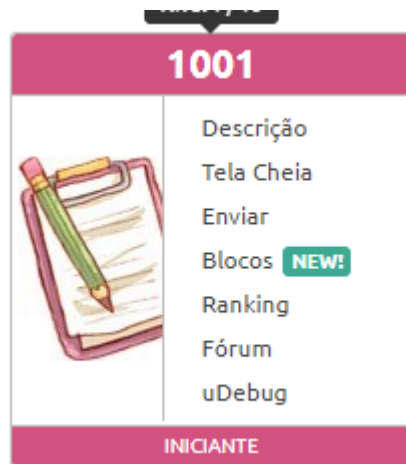 1001
Descrição
Tela Cheia
Enviar
Blocos NEW!
Ranking
Fórum
uDebug
INICIANTE